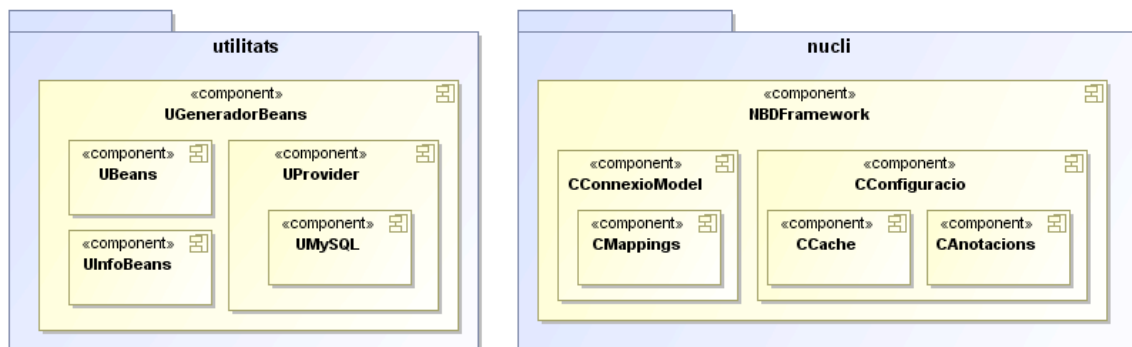 utilitats
«component»
UGeneradorBeans
«component»
UBeans
«component»
UProvider
«component»
UMySQL
«component»
UInfoBeans
nucli
«component»
NBDFramework
«component»
CConnexioModel
«component»
CMappings
«component»
CConfiguracio
«component»
CCache
«component»
CAnotacions